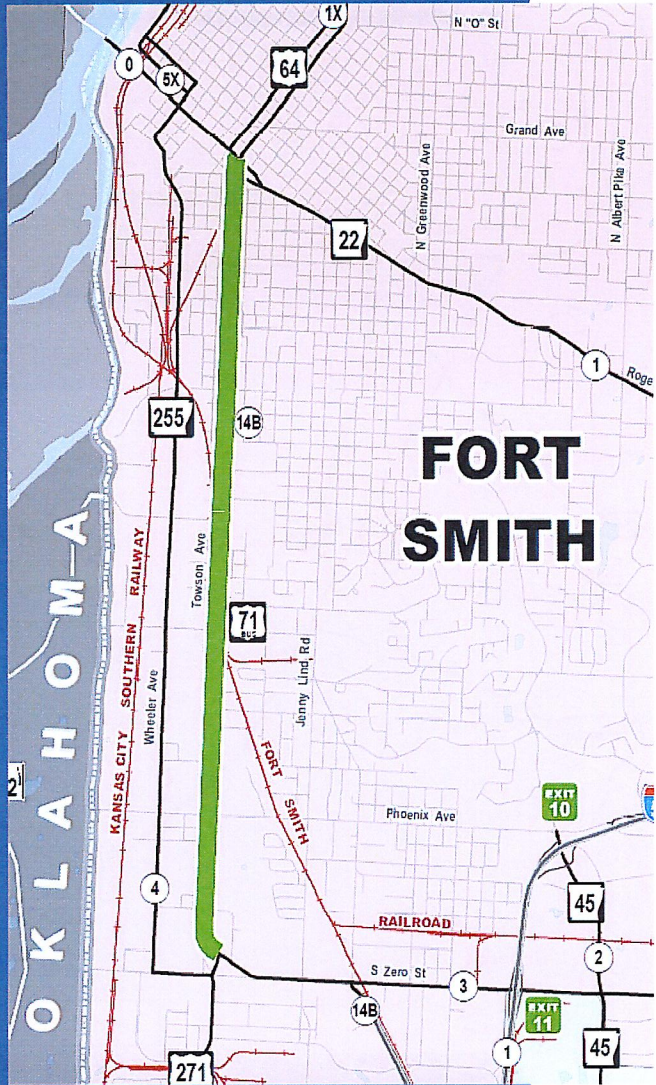 1X
N "O" St
0
64
5X
Grand Ave
N Greenwood Ave
N Albert Pike Ave
22
1
Roge
255
14B
FORT
SMITH
OKLAHOMA
KANSAS CITY SOUTHERN RAILWAY
Towson Ave
71
BUS
Wheeler Ave
Jenny Lind Rd
2
FORT SMITH
Phoenix Ave
EXIT
10
4
45
RAILROAD
2
S Zero St
3
14B
EXIT
11
1
45
271